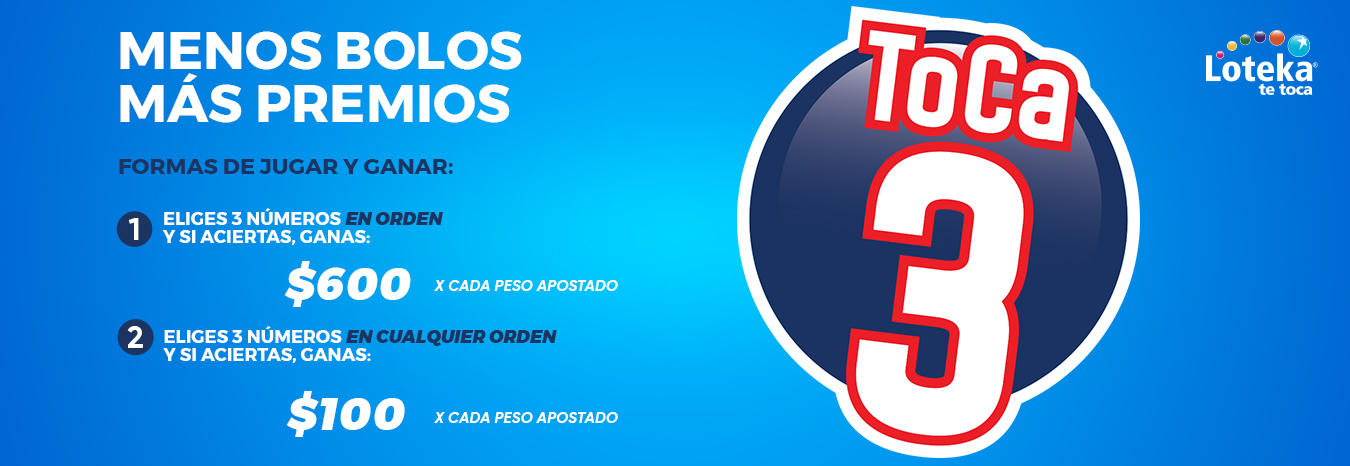 MENOS BOLOS
MÁS PREMIOS
FORMAS DE JUGAR Y GANAR:
1
ELIGES 3 NÚMEROS EN ORDEN
Y SI ACIERTAS, GANAS:
$600 X CADA PESO APOSTADO
2
ELIGES 3 NÚMEROS EN CUALQUIER ORDEN
Y SI ACIERTAS, GANAS:
$100 X CADA PESO APOSTADO
ToCa
3
Loteka®
te toca